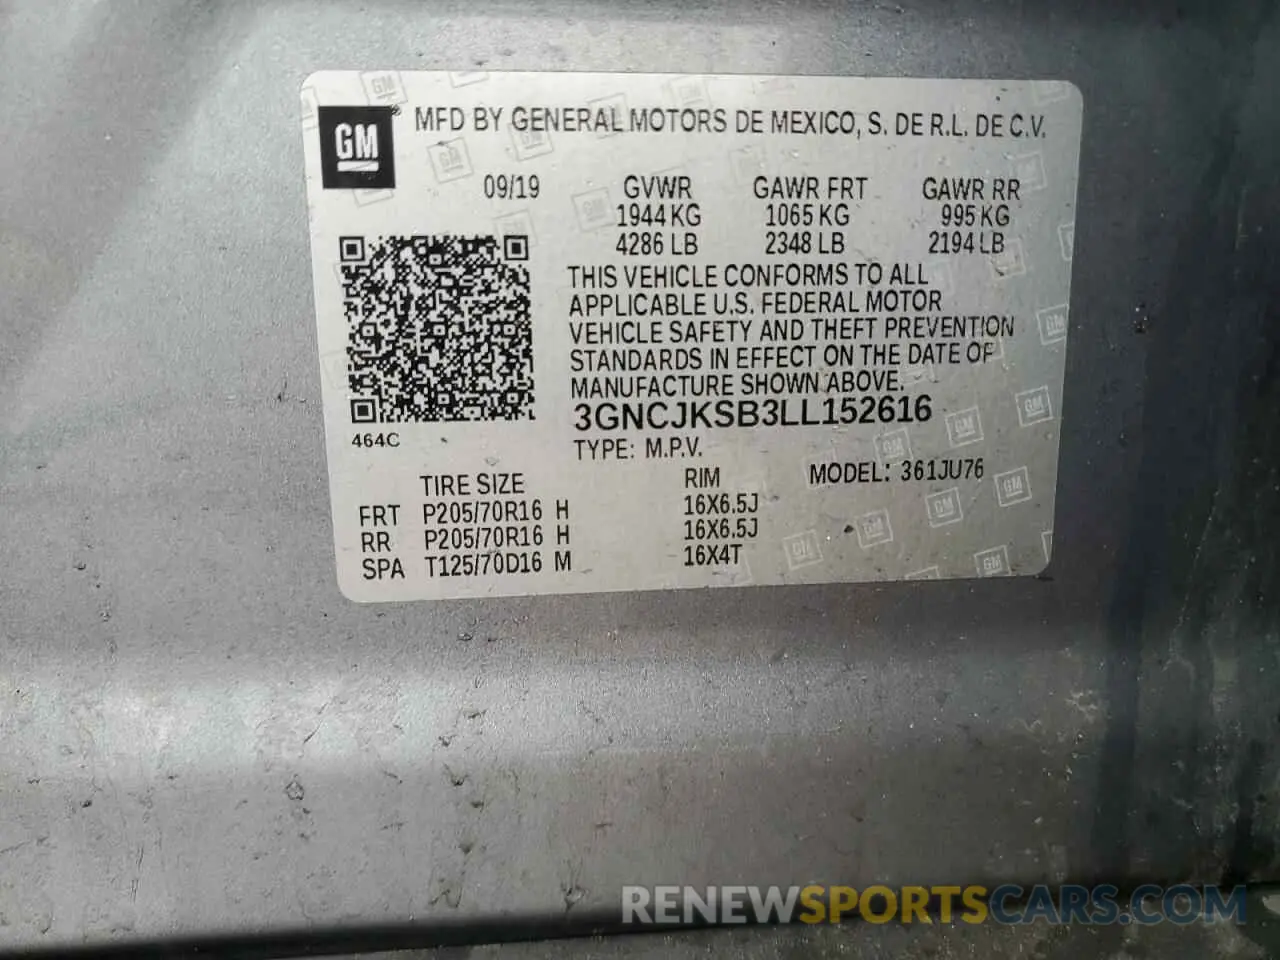 GM
MFD BY GENERAL MOTORS DE MEXICO, S. DE R.L. DE C.V.
09/19 GVWR GAWR FRT GAWR RR
1944 KG 1065 KG 995 KG
4286 LB 2348 LB 2194 LB
THIS VEHICLE CONFORMS TO ALL
APPLICABLE U.S. FEDERAL MOTOR
VEHICLE SAFETY AND THEFT PREVENTION
STANDARDS IN EFFECT ON THE DATE OF
MANUFACTURE SHOWN ABOVE.
3GNCJKSB3LL152616
464C
TYPE: M.P.V.
TIRE SIZE RIM MODEL: 361JU76
FRT P205/70R16 H 16X6.5J
RR P205/70R16 H 16X6.5J
SPA T125/70D16 M 16X4T
RENEWSPORTSCARS.COM